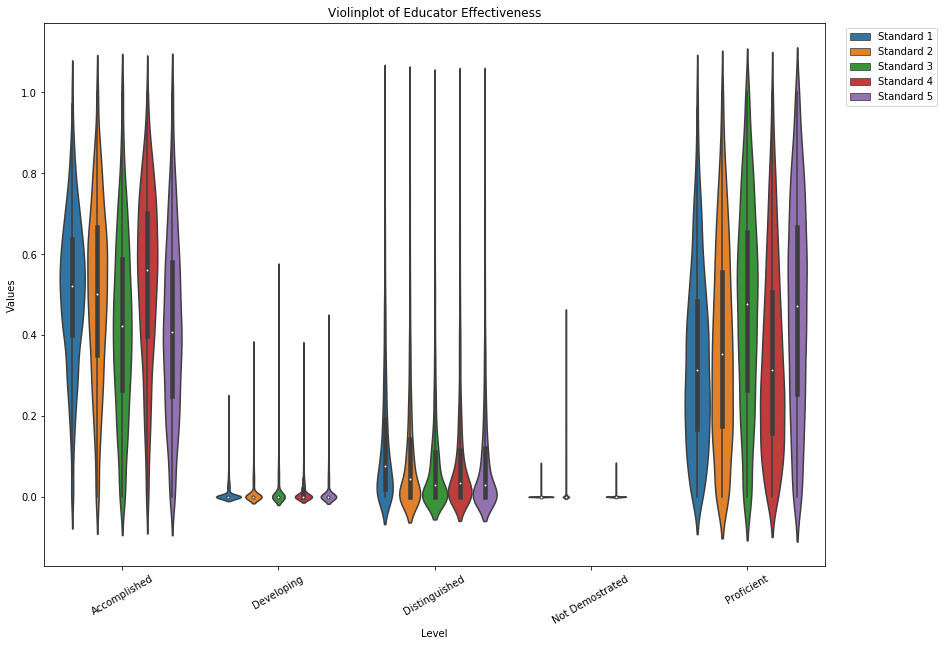 Violinplot of Educator Effectiveness
Standard 1
Standard 2
Standard 3
Standard 4
Standard 5
Values
1.0
0.8
0.6
0.4
0.2
0.0
Accomplished
Developing
Distinguished
Not Demostrated
Proficient
Level